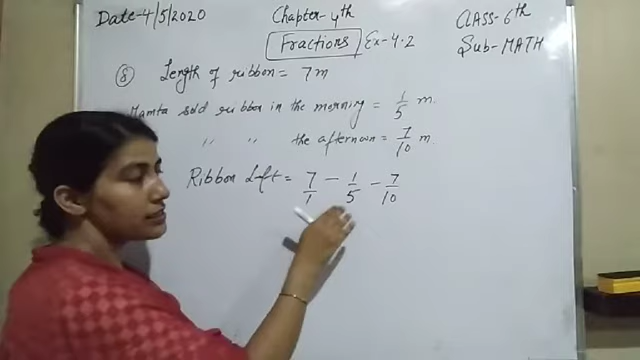 Date-4/5/2020
Chapter-4th
CLASS-6th
Fractions Ex-4.2
Sub-MATH
⑧ Length of ribbon = 7m
Mamta sold ribbon in the morning = 1/5 m.
" " the afternoon = 7/10 m.
Ribbon Left = 7/1 - 1/5 - 7/10